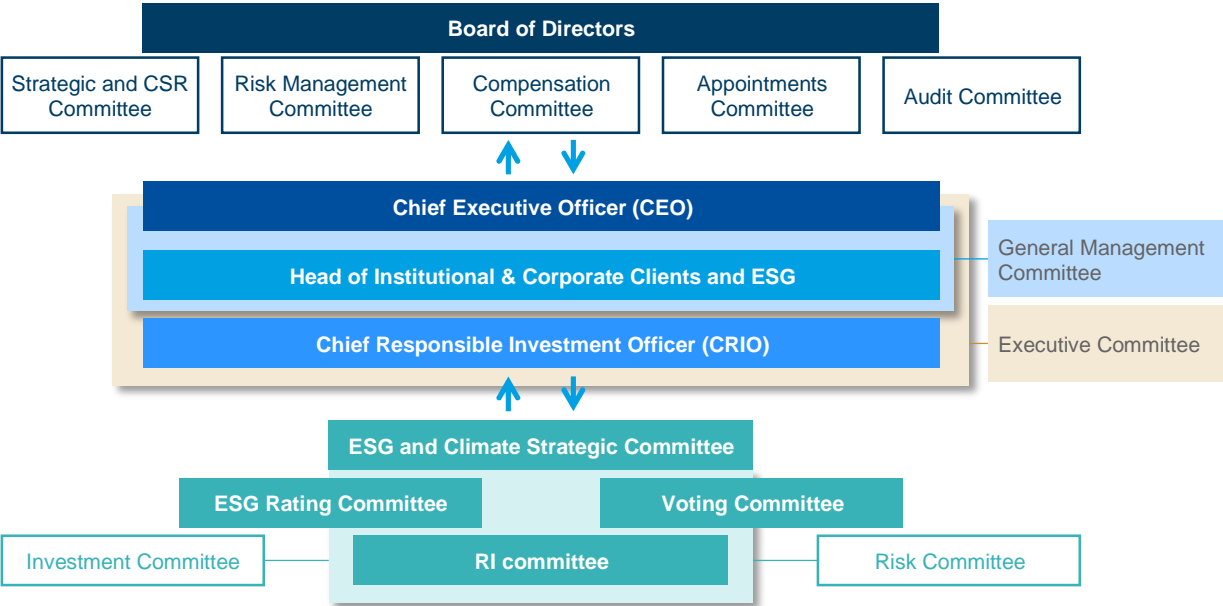 Board of Directors
Strategic and CSR
Committee
Risk Management
Committee
Compensation
Committee
Appointments
Committee
Audit Committee
Chief Executive Officer (CEO)
Head of Institutional & Corporate Clients and ESG
General Management
Committee
Chief Responsible Investment Officer (CRIO)
Executive Committee
ESG and Climate Strategic Committee
ESG Rating Committee
Voting Committee
Investment Committee
RI committee
Risk Committee